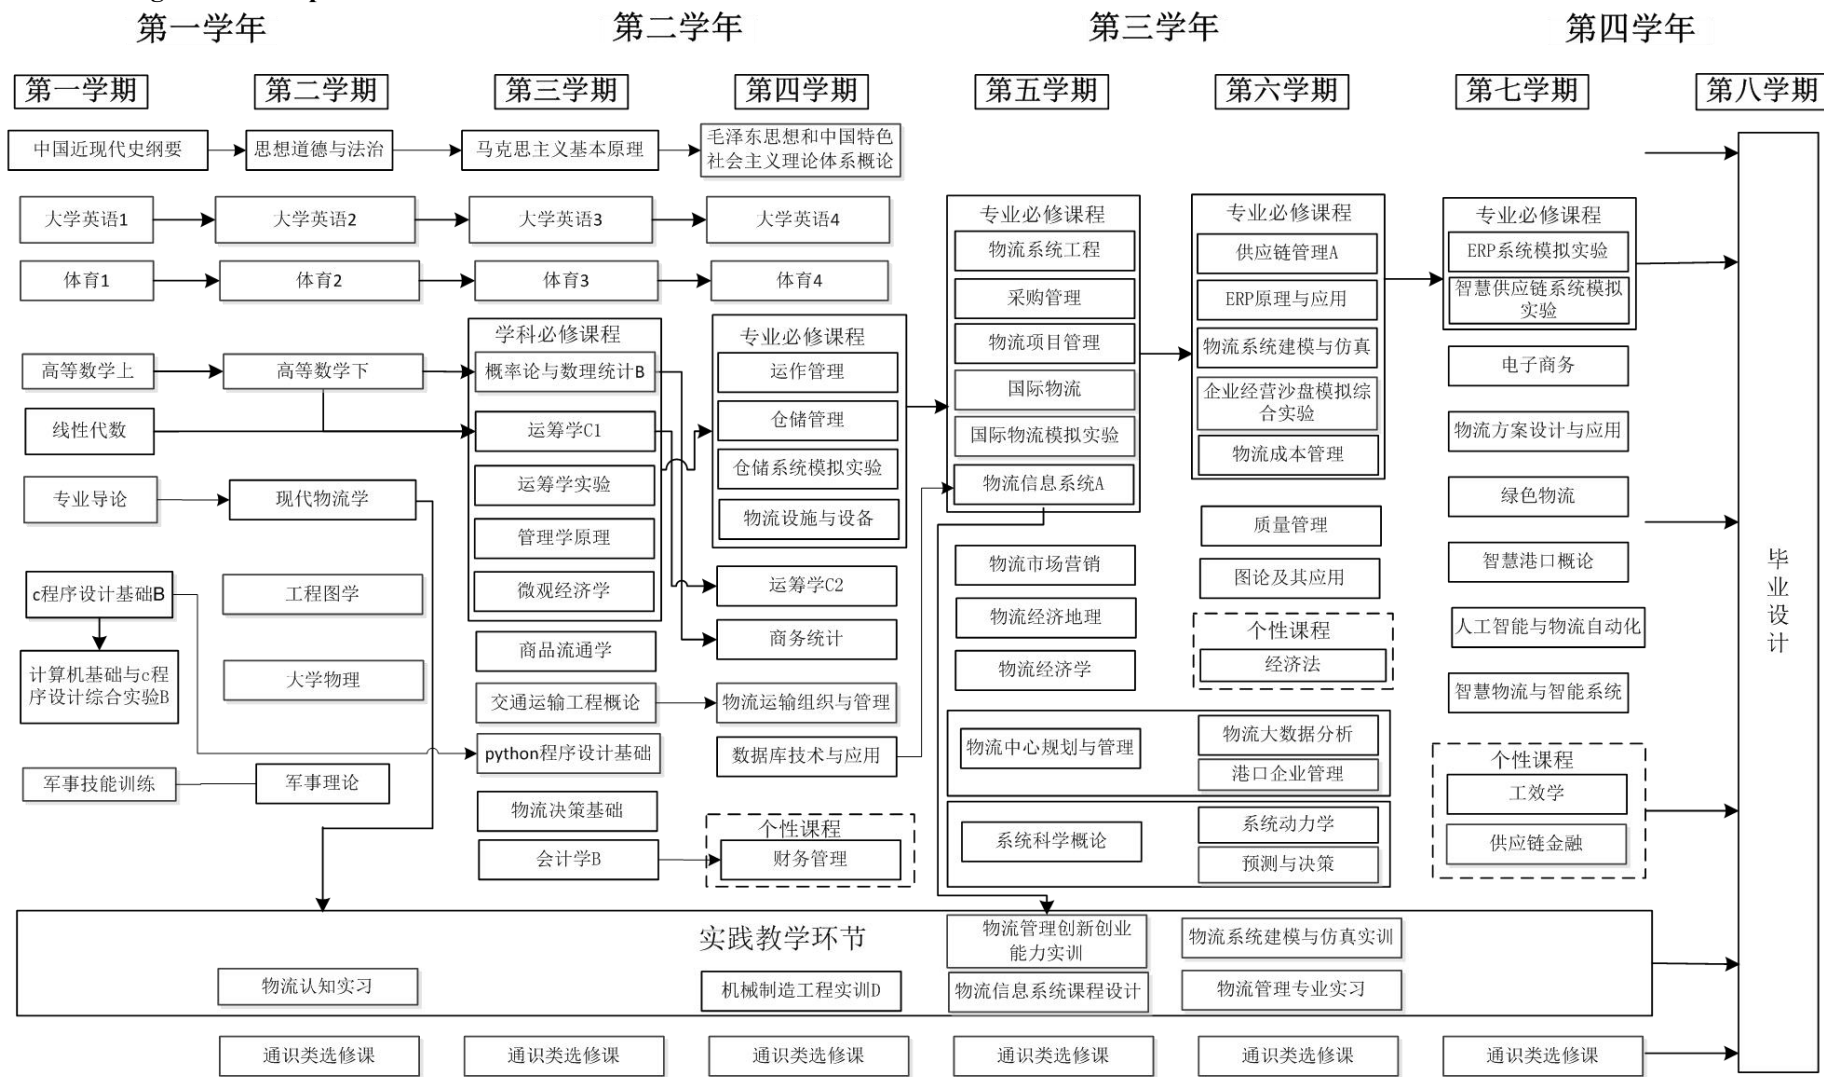 第一学年
第二学年
第三学年
第四学年
第一学期
第二学期
第三学期
第四学期
第五学期
第六学期
第七学期
第八学期
中国近现代史纲要
思想道德与法治
马克思主义基本原理
毛泽东思想和中国特色
社会主义理论体系概论
大学英语1
大学英语2
大学英语3
大学英语4
体育1
体育2
体育3
体育4
高等数学上
高等数学下
线性代数
专业导论
现代物流学
c程序设计基础B
工程图学
计算机基础与c程
序设计综合实验B
大学物理
军事技能训练
军事理论
学科必修课程
概率论与数理统计B
运筹学C1
运筹学实验
管理学原理
微观经济学
商品流通学
交通运输工程概论
python程序设计基础
物流决策基础
会计学B
专业必修课程
运作管理
仓储管理
仓储系统模拟实验
物流设施与设备
运筹学C2
商务统计
物流运输组织与管理
数据库技术与应用
个性课程
财务管理
专业必修课程
物流系统工程
采购管理
物流项目管理
国际物流
国际物流模拟实验
物流信息系统A
物流市场营销
物流经济地理
物流经济学
物流中心规划与管理
系统科学概论
专业必修课程
供应链管理A
ERP原理与应用
物流系统建模与仿真
企业经营沙盘模拟综
合实验
物流成本管理
质量管理
图论及其应用
个性课程
经济法
物流大数据分析
港口企业管理
系统动力学
预测与决策
专业必修课程
ERP系统模拟实验
智慧供应链系统模拟
实验
电子商务
物流方案设计与应用
绿色物流
智慧港口概论
人工智能与物流自动化
智慧物流与智能系统
个性课程
工效学
供应链金融
毕
业
设
计
实践教学环节
物流认知实习
机械制造工程实训D
物流管理创新创业
能力实训
物流信息系统课程设计
物流系统建模与仿真实训
物流管理专业实习
通识类选修课
通识类选修课
通识类选修课
通识类选修课
通识类选修课
通识类选修课